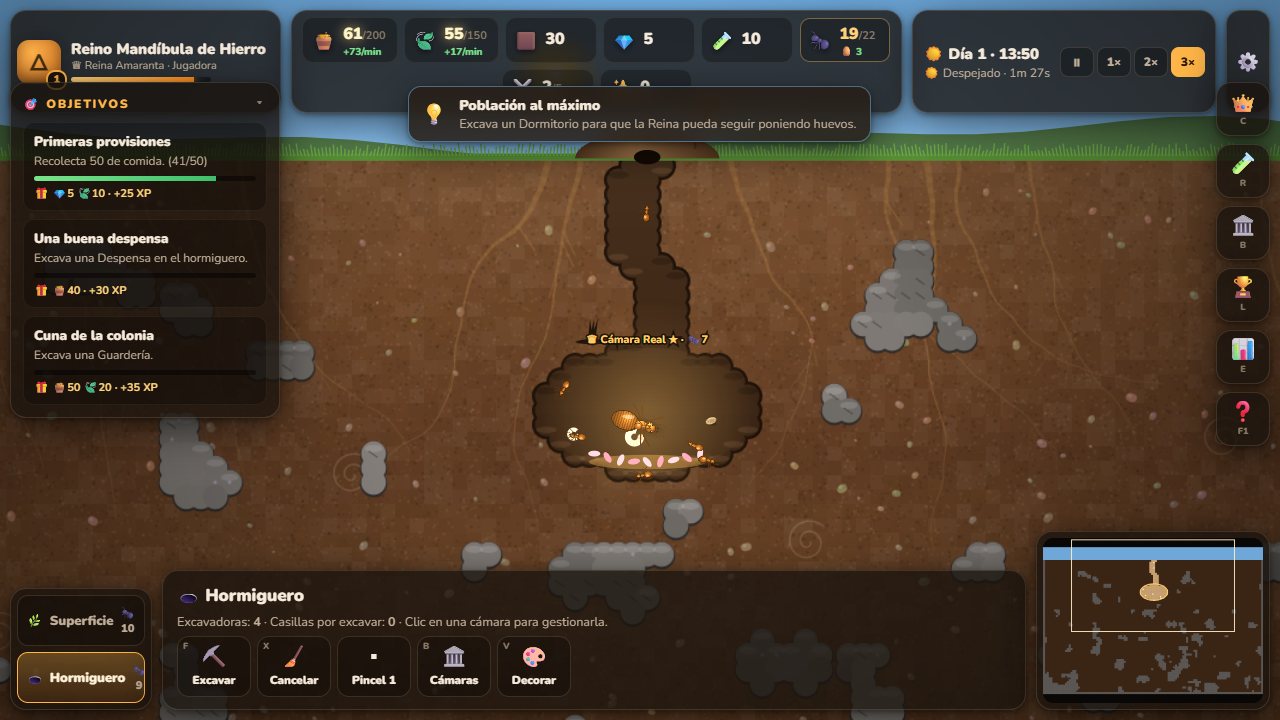 Reino Mandíbula de Hierro
Reina Amaranta · Jugadora
1
61/200
+73/min
55/150
+17/min
30
5
10
19/22
3
Día 1 · 13:50
Despejado · 1m 27s
1×
2×
3×
OBJETIVOS
Primeras provisiones
Recolecta 50 de comida. (41/50)
5 10 · +25 XP
Una buena despensa
Excava una Despensa en el hormiguero.
40 · +30 XP
Cuna de la colonia
Excava una Guardería.
50 20 · +35 XP
Población al máximo
Excava un Dormitorio para que la Reina pueda seguir poniendo huevos.
C
R
B
L
E
F1
Cámara Real ★ · 7
Superficie
10
Hormiguero
9
Hormiguero
Excavadoras: 4 · Casillas por excavar: 0 · Clic en una cámara para gestionarla.
F
Excavar
X
Cancelar
Pincel 1
B
Cámaras
V
Decorar